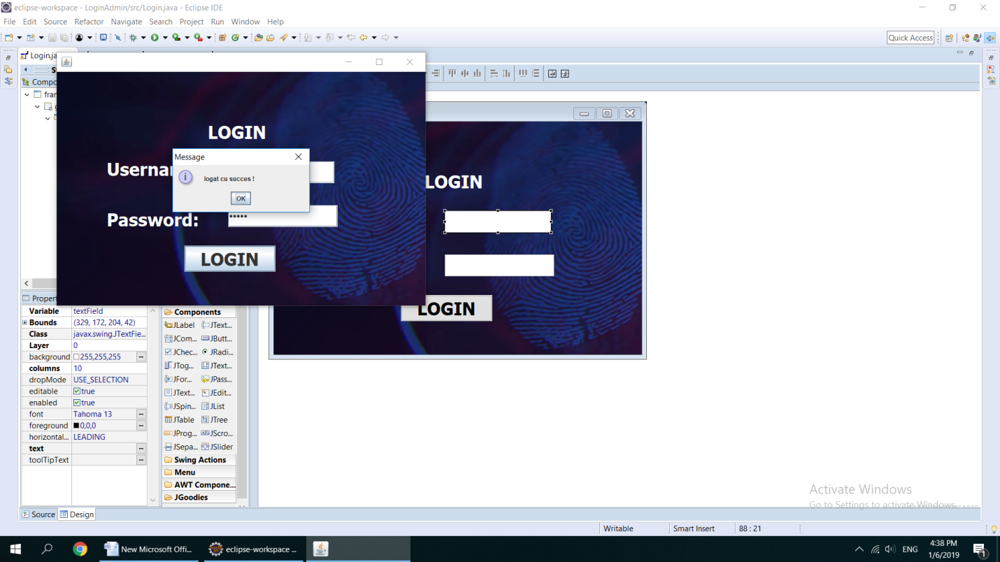 eclipse-workspace - LoginAdmin/src/Login.java - Eclipse IDE
File Edit Source Refactor Navigate Search Project Run Window Help
Quick Access
Login.ja
Compo
fran
LOGIN
Message
logat cu succes !
OK
Userna
Password:
•••••
LOGIN
LOGIN
LOGIN
Propert
Variable textField
Bounds (329, 172, 204, 42)
Class javax.swing.JTextFie...
Layer 0
background 255,255,255
columns 10
dropMode USE_SELECTION
editable true
enabled true
font Tahoma 13
foreground 0,0,0
horizontal... LEADING
text
toolTipText
Components
JLabel JText...
JCom... JButt...
JChec... JRadi...
JTog... JText...
JFor... JPass...
JText... JEdit...
JSpin... JList
JTable JTree
JProg... JScro...
JSepa... JSlider
Swing Actions
Menu
AWT Compone...
JGoodies
Source Design
Activate Windows
Go to Settings to activate Windows.
Writable Smart Insert 88 : 21
New Microsoft Offi... eclipse-workspace ... ENG 4:38 PM
1/6/2019
1